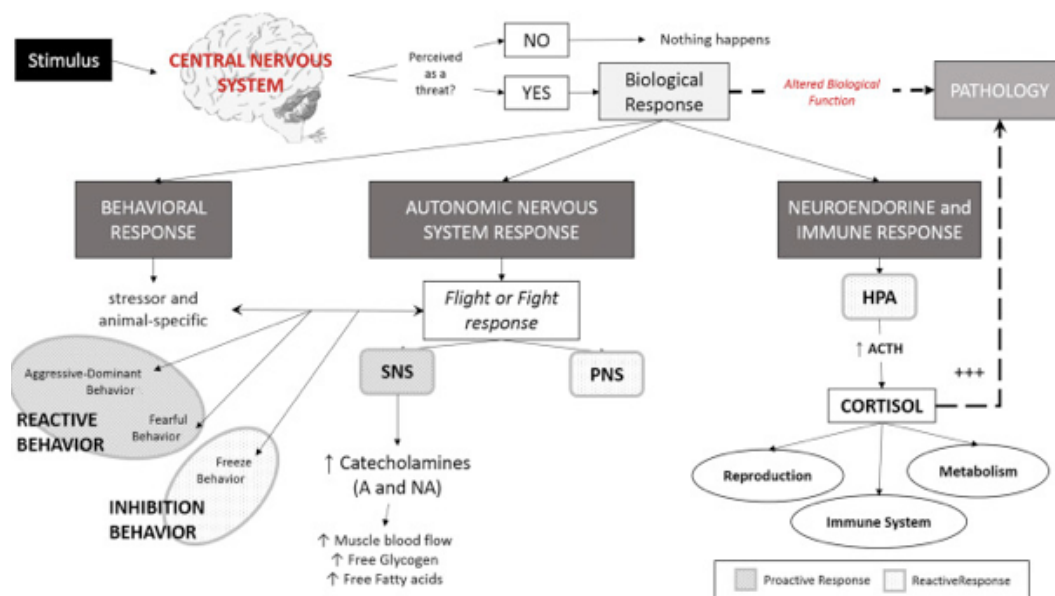 Stimulus
CENTRAL NERVOUS
SYSTEM
Perceived
as a
threat?
NO
Nothing happens
YES
Biological
Response
Altered Biological
Function
PATHOLOGY
BEHAVIORAL
RESPONSE
AUTONOMIC NERVOUS
SYSTEM RESPONSE
NEUROENDORINE and
IMMUNE RESPONSE
stressor and
animal-specific
Flight or Fight
response
HPA
↑ ACTH
SNS
PNS
+++
CORTISOL
Aggressive-Dominant
Behavior
REACTIVE
BEHAVIOR
Fearful
Behavior
Freeze
Behavior
INHIBITION
BEHAVIOR
↑ Catecholamines
(A and NA)
↑ Muscle blood flow
↑ Free Glycogen
↑ Free Fatty acids
Reproduction
Metabolism
Immune System
Proactive Response
ReactiveResponse